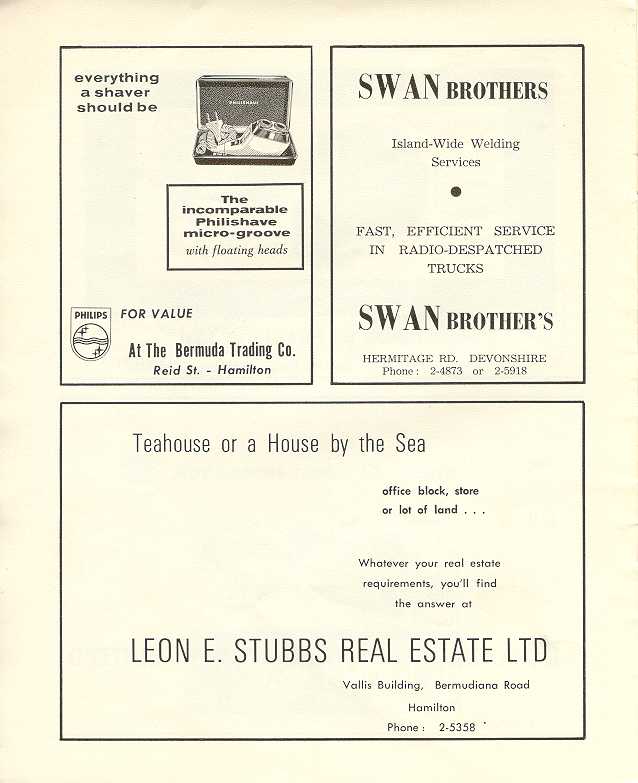 everything
a shaver
should be
PHILISHAVE
The
incomparable
Philishave
micro-groove
with floating heads
PHILIPS
FOR VALUE
At The Bermuda Trading Co.
Reid St. - Hamilton
SWAN BROTHERS
Island-Wide Welding
Services
FAST, EFFICIENT SERVICE
IN RADIO-DESPATCHED
TRUCKS
SWAN BROTHER'S
HERMITAGE RD. DEVONSHIRE
Phone : 2-4873 or 2-5918
Teahouse or a House by the Sea
office block, store
or lot of land . . .
Whatever your real estate
requirements, you'll find
the answer at
LEON E. STUBBS REAL ESTATE LTD
Vallis Building, Bermudiana Road
Hamilton
Phone : 2-5358